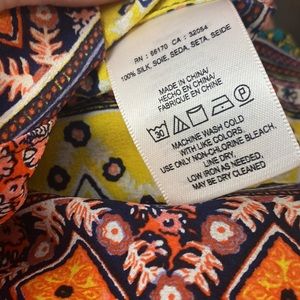 RN : 66170 CA : 32054
100% SILK, SOIE, SEDA, SETA, SEIDE
MADE IN CHINA/
HECHO EN CHINA/
FABRIQUE EN CHINE
30 P
MACHINE WASH COLD
WITH LIKE COLORS
USE ONLY NON-CHLORINE BLEACH.
LINE DRY,
LOW IRON AS NEEDED,
MAY BE DRY CLEANED